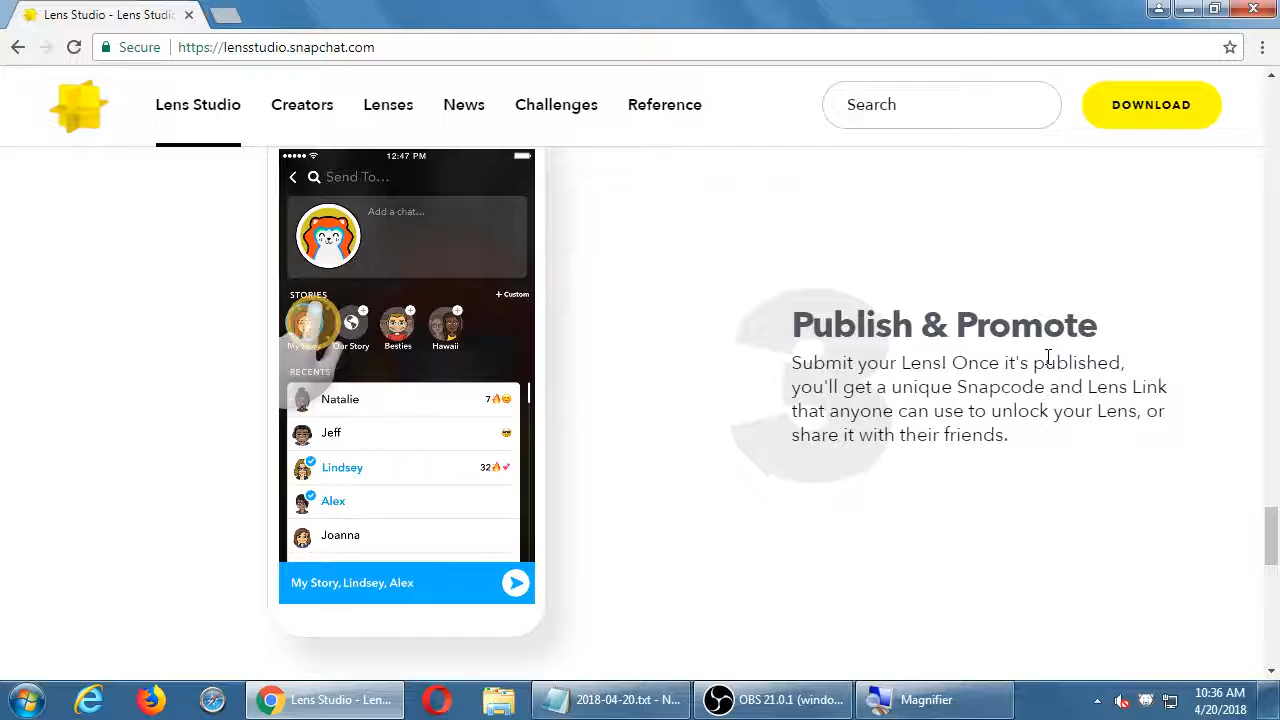 Lens Studio - Lens Studio
Secure
https://lensstudio.snapchat.com
Lens Studio
Creators
Lenses
News
Challenges
Reference
Search
DOWNLOAD
12:47 PM
Send To...
Add a chat...
STORIES
+ Custom
My Story
Our Story
Besties
Hawaii
RECENTS
Natalie
7
Jeff
Lindsey
32
Alex
Joanna
My Story, Lindsey, Alex
3
Publish & Promote
Submit your Lens! Once it's published,
you'll get a unique Snapcode and Lens Link
that anyone can use to unlock your Lens, or
share it with their friends.
Lens Studio - Len...
2018-04-20.txt - N...
OBS 21.0.1 (windo...
Magnifier
10:36 AM
4/20/2018